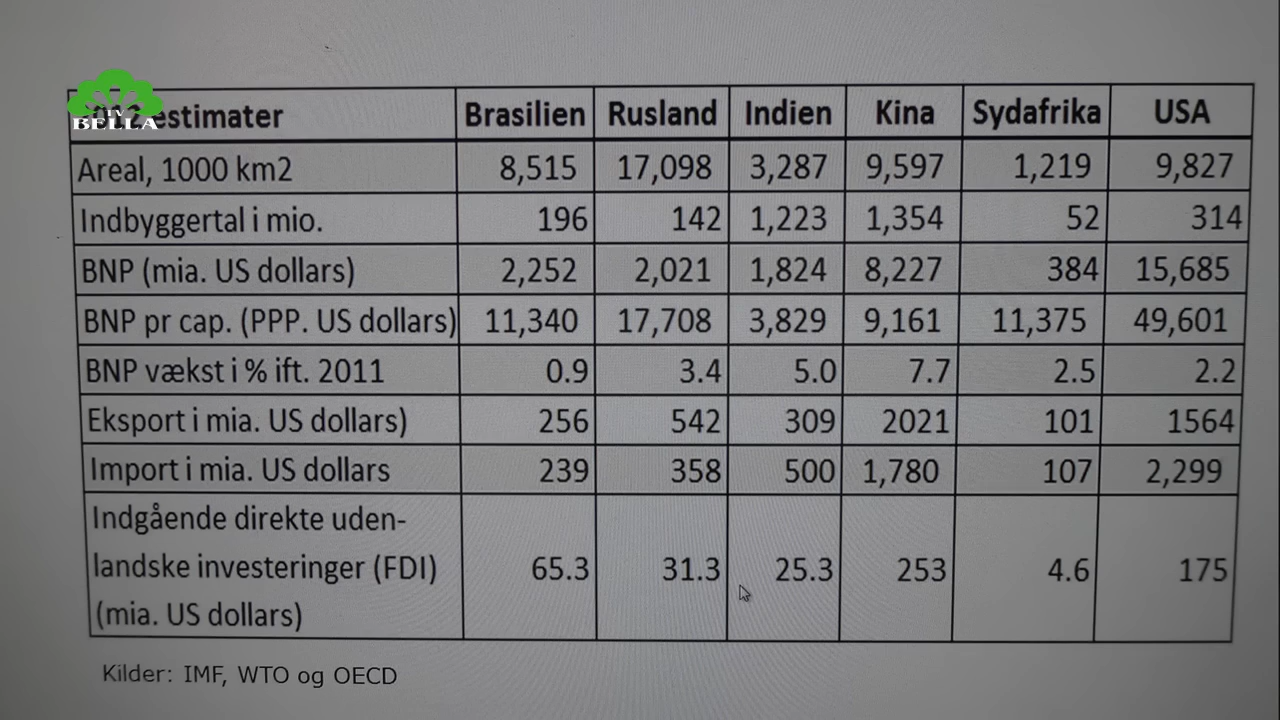 TV
BELLA
estimater Brasilien Rusland Indien Kina Sydafrika USA
Areal, 1000 km2 8,515 17,098 3,287 9,597 1,219 9,827
Indbyggertal i mio. 196 142 1,223 1,354 52 314
BNP (mia. US dollars) 2,252 2,021 1,824 8,227 384 15,685
BNP pr cap. (PPP. US dollars) 11,340 17,708 3,829 9,161 11,375 49,601
BNP vækst i % ift. 2011 0.9 3.4 5.0 7.7 2.5 2.2
Eksport i mia. US dollars) 256 542 309 2021 101 1564
Import i mia. US dollars 239 358 500 1,780 107 2,299
Indgående direkte uden-
landske investeringer (FDI) 65.3 31.3 25.3 253 4.6 175
(mia. US dollars)
Kilder: IMF, WTO og OECD